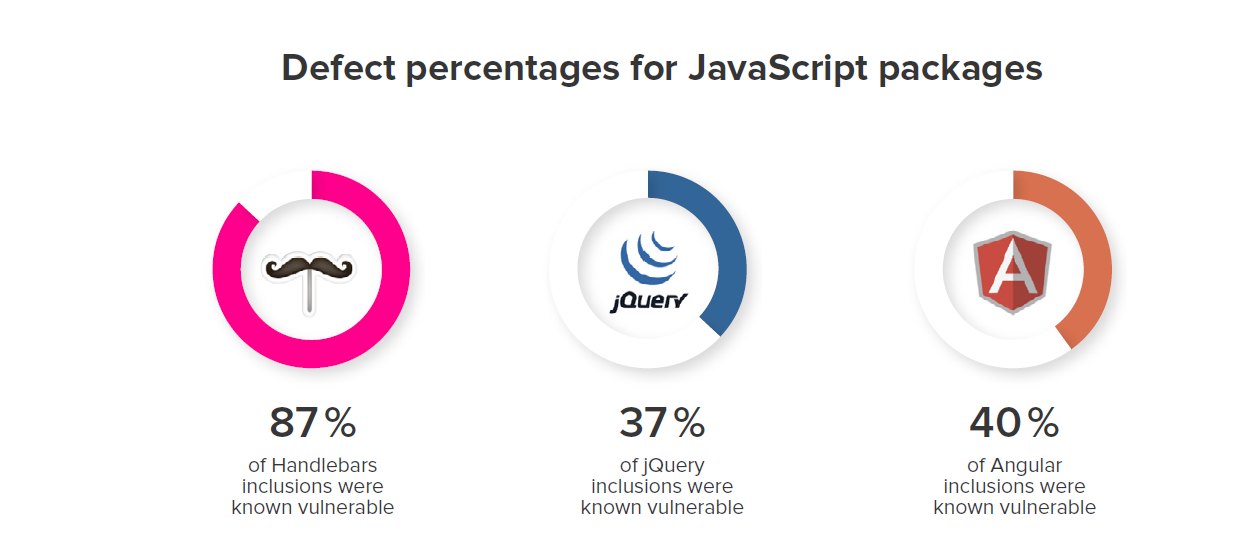 Defect percentages for JavaScript packages
jQuery
A
87%
of Handlebars
inclusions were
known vulnerable
37%
of jQuery
inclusions were
known vulnerable
40%
of Angular
inclusions were
known vulnerable